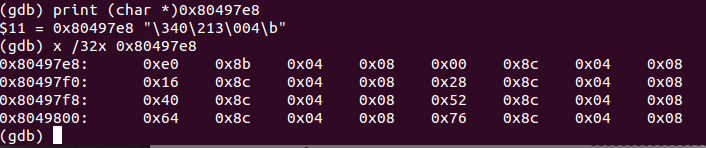 (gdb) print (char *)0x80497e8
$11 = 0x80497e8 "\340\213\004\b"
(gdb) x /32x 0x80497e8
0x80497e8: 0xe0 0x8b 0x04 0x08 0x00 0x8c 0x04 0x08
0x80497f0: 0x16 0x8c 0x04 0x08 0x28 0x8c 0x04 0x08
0x80497f8: 0x40 0x8c 0x04 0x08 0x52 0x8c 0x04 0x08
0x8049800: 0x64 0x8c 0x04 0x08 0x76 0x8c 0x04 0x08
(gdb)